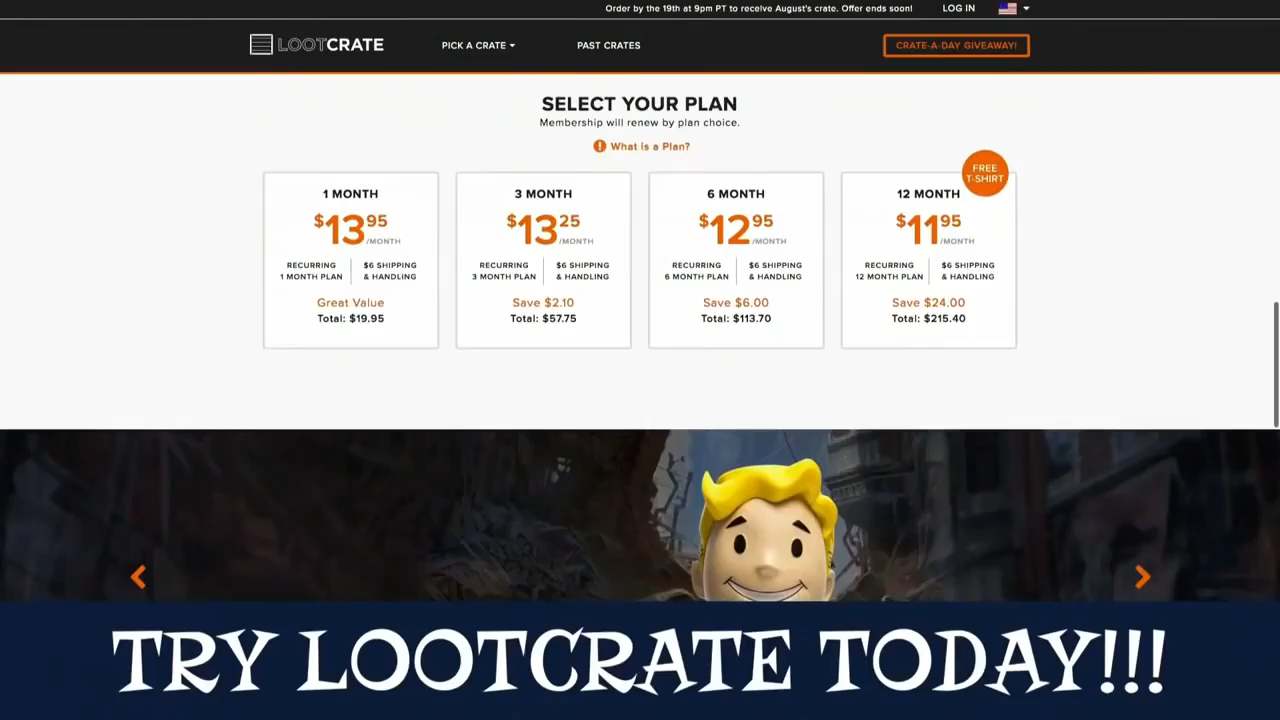 Order by the 19th at 9pm PT to receive August's crate. Offer ends soon!
LOG IN
LOOTCRATE
PICK A CRATE
PAST CRATES
CRATE-A-DAY GIVEAWAY!
SELECT YOUR PLAN
Membership will renew by plan choice.
What is a Plan?
1 MONTH
$13 95
/MONTH
RECURRING
1 MONTH PLAN
$6 SHIPPING
& HANDLING
Great Value
Total: $19.95
3 MONTH
$13 25
/MONTH
RECURRING
3 MONTH PLAN
$6 SHIPPING
& HANDLING
Save $2.10
Total: $57.75
6 MONTH
$12 95
/MONTH
RECURRING
6 MONTH PLAN
$6 SHIPPING
& HANDLING
Save $6.00
Total: $113.70
FREE
T-SHIRT
12 MONTH
$11 95
/MONTH
RECURRING
12 MONTH PLAN
$6 SHIPPING
& HANDLING
Save $24.00
Total: $215.40
TRY LOOTCRATE TODAY!!!